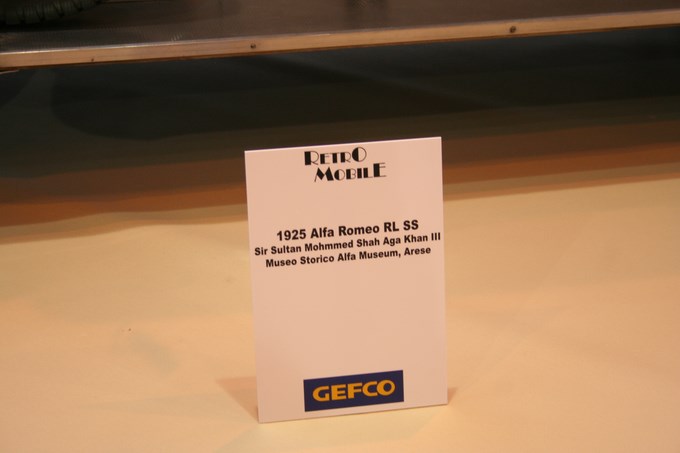 RETRO
MOBILE
1925 Alfa Romeo RL SS
Sir Sultan Mohmmed Shah Aga Khan III
Museo Storico Alfa Museum, Arese
GEFCO